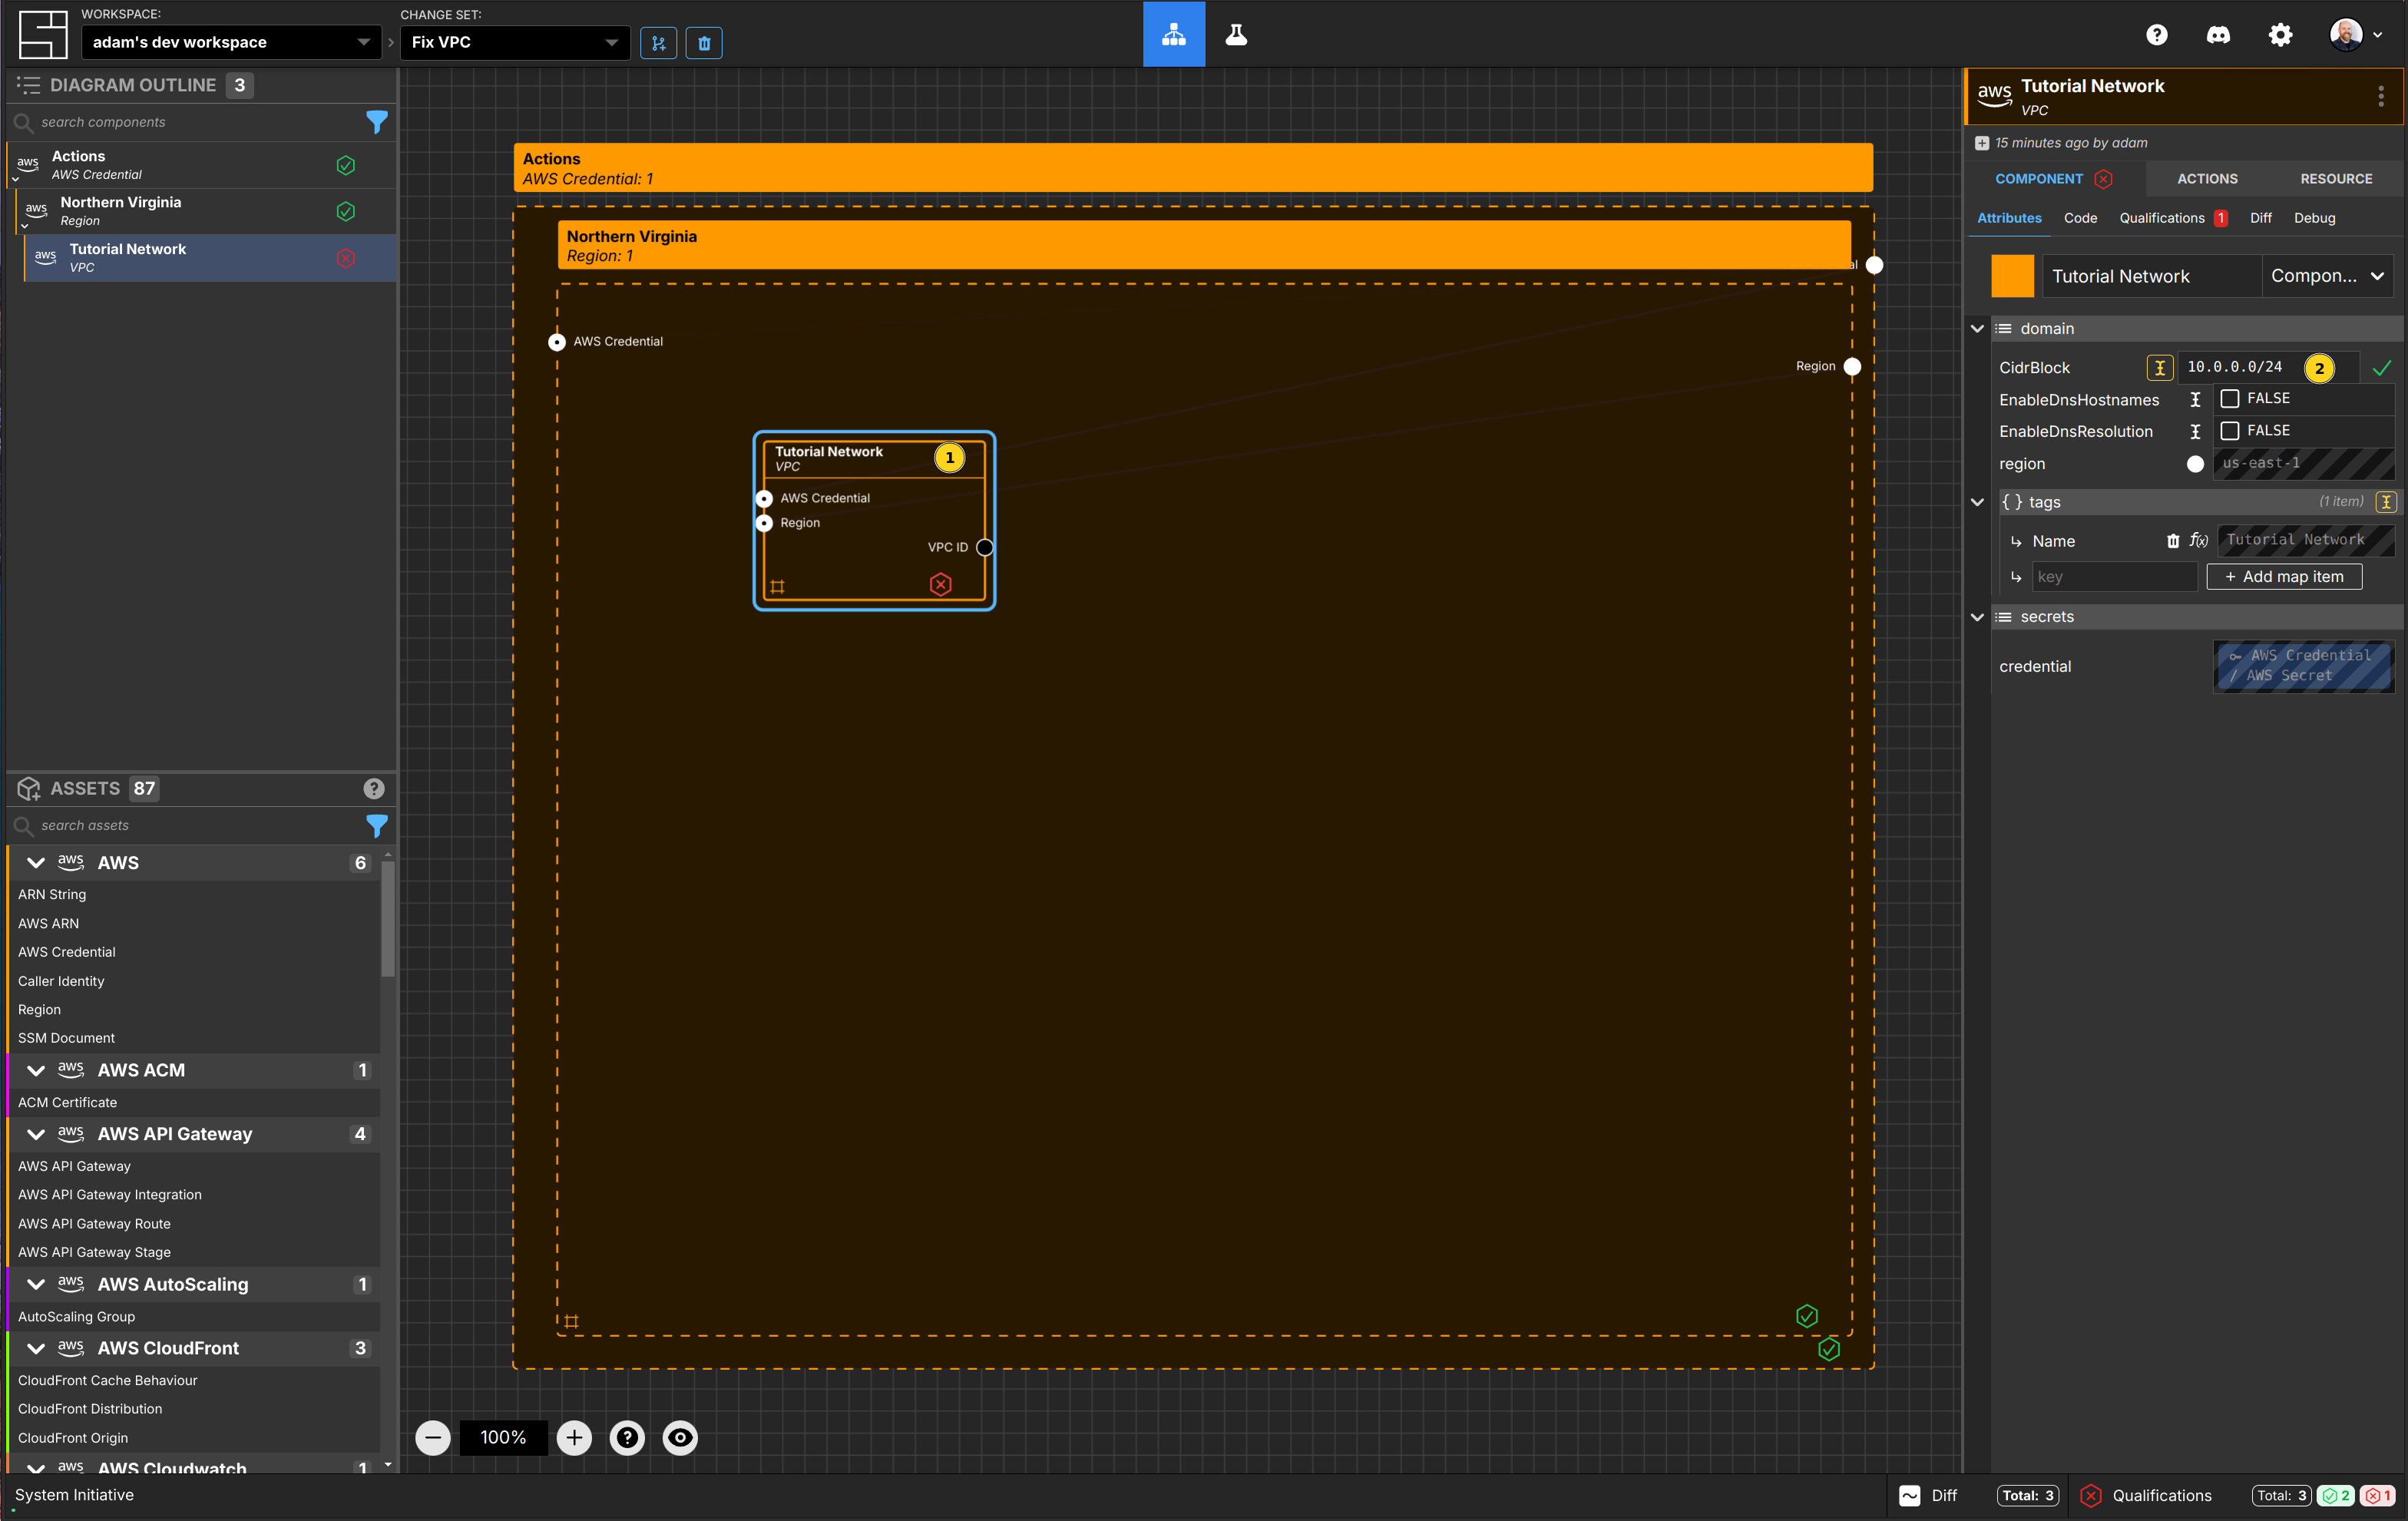 WORKSPACE:
adam's dev workspace
CHANGE SET:
Fix VPC
DIAGRAM OUTLINE 3
search components
aws Actions
AWS Credential
aws Northern Virginia
Region
aws Tutorial Network
VPC
ASSETS 87
search assets
aws AWS 6
ARN String
AWS ARN
AWS Credential
Caller Identity
Region
SSM Document
aws AWS ACM 1
ACM Certificate
aws AWS API Gateway 4
AWS API Gateway
AWS API Gateway Integration
AWS API Gateway Route
AWS API Gateway Stage
aws AWS AutoScaling 1
AutoScaling Group
aws AWS CloudFront 3
CloudFront Cache Behaviour
CloudFront Distribution
CloudFront Origin
aws AWS Cloudwatch 1
Actions
AWS Credential: 1
Northern Virginia
Region: 1
al
AWS Credential
Region
Tutorial Network
VPC
1
AWS Credential
Region
VPC ID
100%
aws Tutorial Network
VPC
15 minutes ago by adam
COMPONENT ACTIONS RESOURCE
Attributes Code Qualifications 1 Diff Debug
Tutorial Network Compon...
domain
CidrBlock 10.0.0.0/24 2
EnableDnsHostnames FALSE
EnableDnsResolution FALSE
region us-east-1
{ } tags (1 item)
Name f(x) Tutorial Network
key + Add map item
secrets
credential AWS Credential
/ AWS Secret
System Initiative
Diff Total: 3 Qualifications Total: 3 2 1